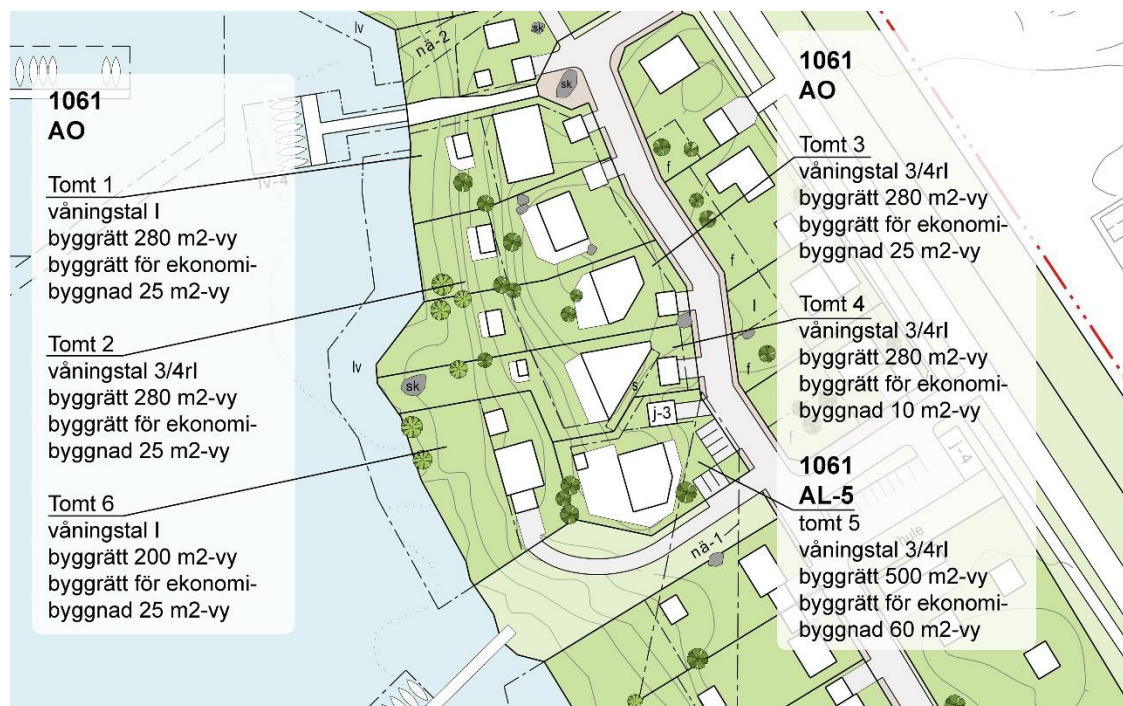 1061
AO
Tomt 1
våningstal I
byggrätt 280 m2-vy
byggrätt för ekonomi-
byggnad 25 m2-vy
Tomt 2
våningstal 3/4rI
byggrätt 280 m2-vy
byggrätt för ekonomi-
byggnad 25 m2-vy
Tomt 6
våningstal I
byggrätt 200 m2-vy
byggrätt för ekonomi-
byggnad 25 m2-vy
lv
nä-2
sk
sk
lv-4
lv
sk
s
j-3
nä-1
f
f
l
f
f
j-4
1061
AO
Tomt 3
våningstal 3/4rI
byggrätt 280 m2-vy
byggrätt för ekonomi-
byggnad 25 m2-vy
Tomt 4
våningstal 3/4rI
byggrätt 280 m2-vy
byggrätt för ekonomi-
byggnad 10 m2-vy
1061
AL-5
tomt 5
våningstal 3/4rI
byggrätt 500 m2-vy
byggrätt för ekonomi-
byggnad 60 m2-vy